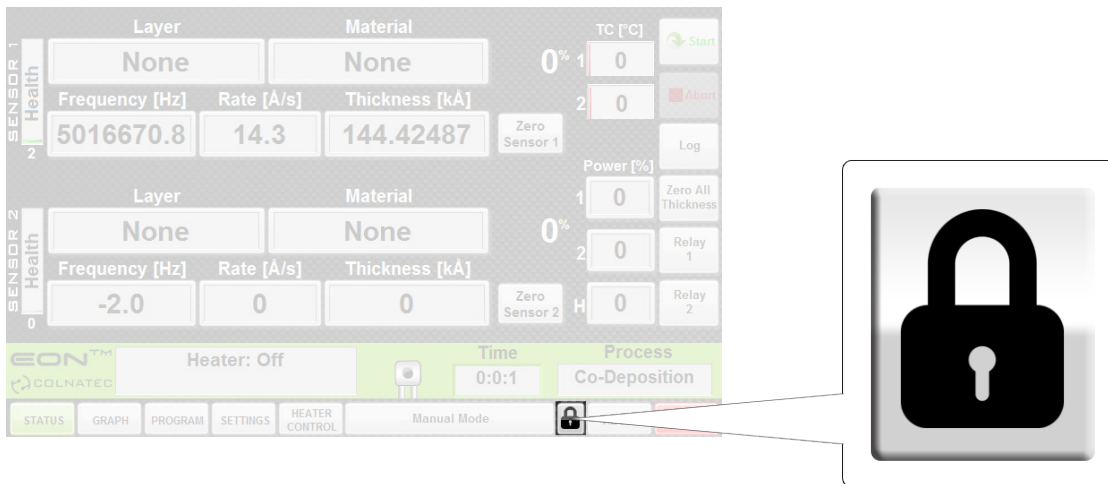 Layer Material TC [°C]
SENSOR 1
Health
2
None None 0% 1 0
Start
Frequency [Hz] Rate [Å/s] Thickness [kÅ] 2 0
Abort
5016670.8 14.3 144.42487
Zero
Sensor 1
Log
Power [%]
Layer Material 1 0
Zero All
Thickness
SENSOR 2
Health
0
None None 0% 2 0
Relay
1
Frequency [Hz] Rate [Å/s] Thickness [kÅ]
-2.0 0 0
Zero
Sensor 2
H 0
Relay
2
EON™
COLNATEC
Heater: Off
Time Process
0:0:1 Co-Deposition
STATUS GRAPH PROGRAM SETTINGS HEATER
CONTROL
Manual Mode